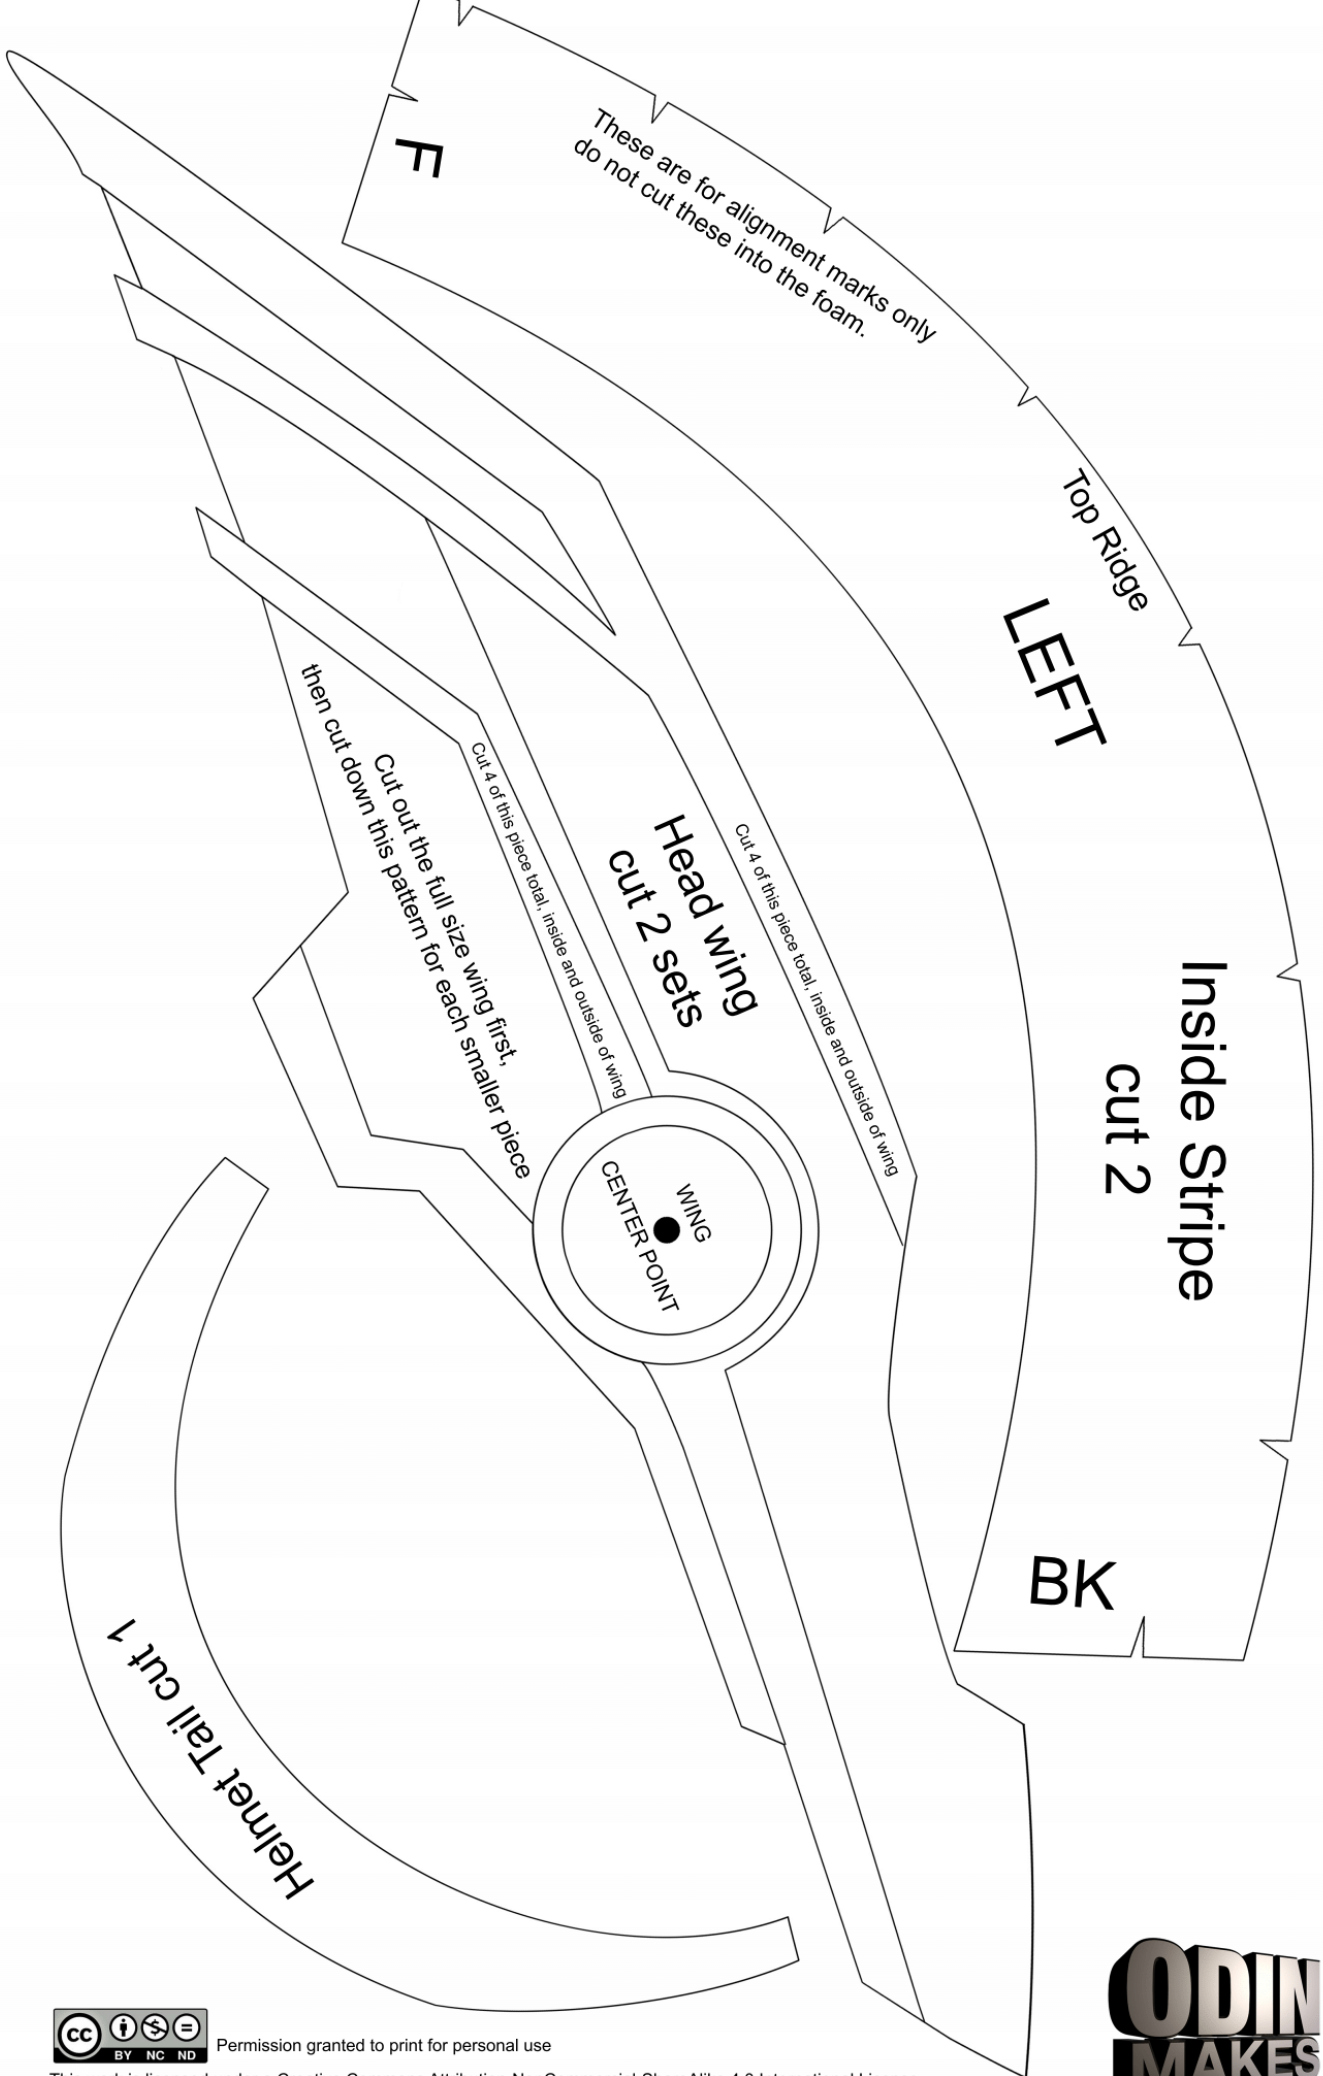 F
These are for alignment marks only
do not cut these into the foam.
Top Ridge
LEFT
Inside Stripe
cut 2
BK
Cut 4 of this piece total, inside and outside of wing
Head wing
cut 2 sets
Cut 4 of this piece total, inside and outside of wing
Cut out the full size wing first,
then cut down this pattern for each smaller piece
WING
CENTER POINT
Helmet Tail cut 1
ODIN
MAKES
cc
BY NC ND
Permission granted to print for personal use